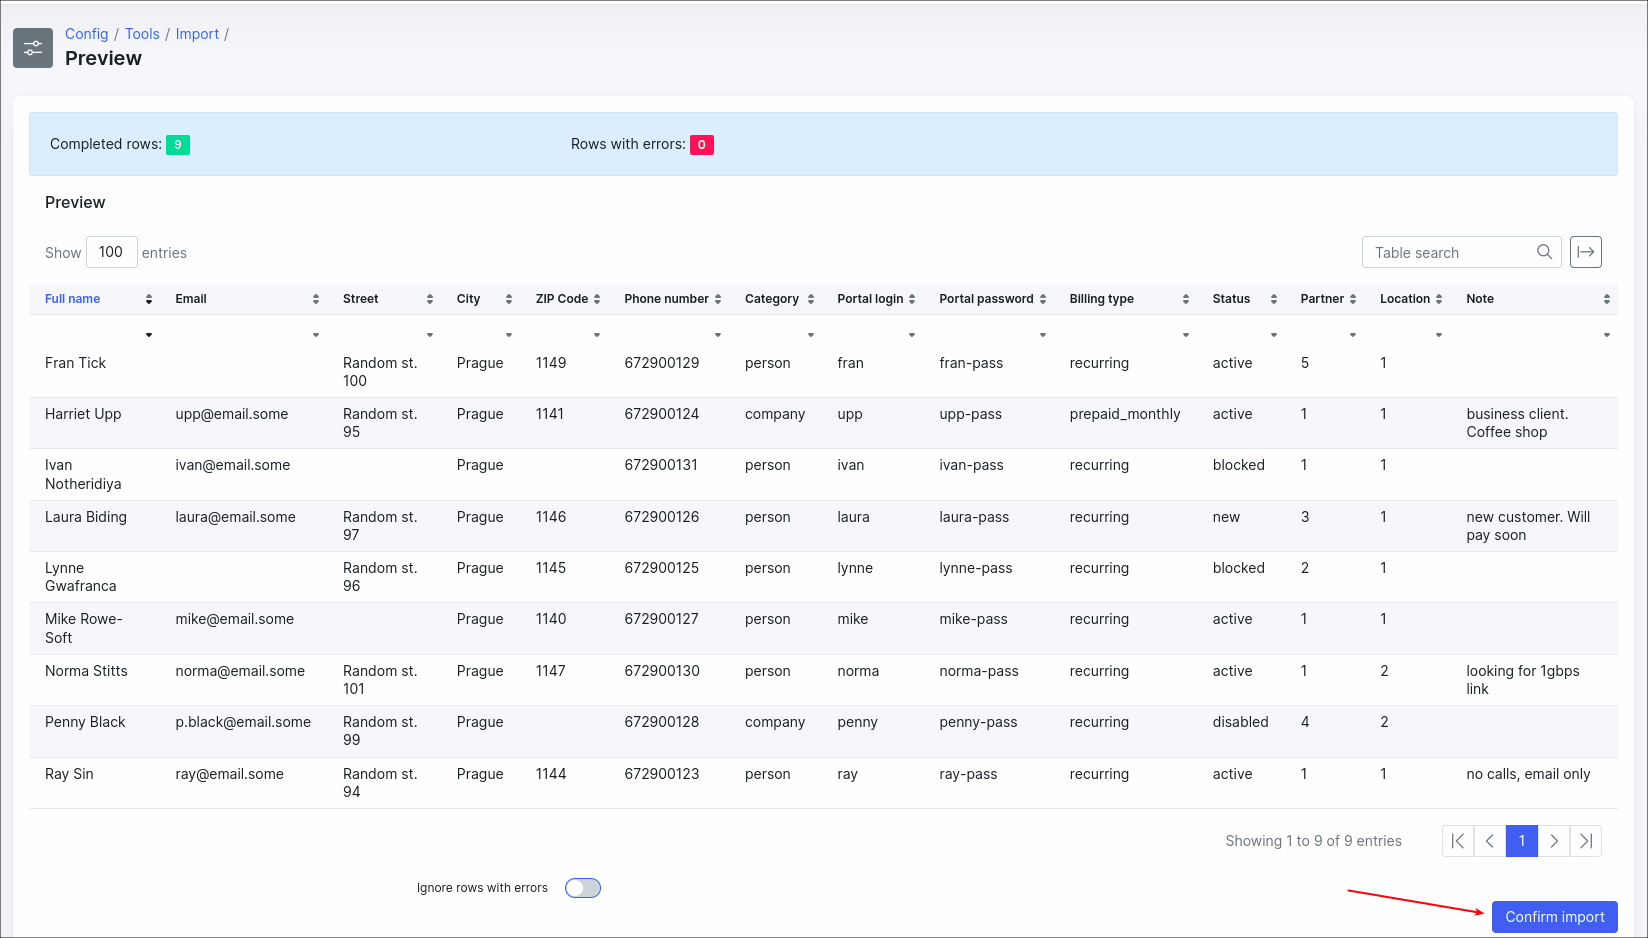 Config / Tools / Import /
Preview
Completed rows: 9 Rows with errors: 0
Preview
Show 100 entries Table search
Full name Email Street City ZIP Code Phone number Category Portal login Portal password Billing type Status Partner Location Note
Fran Tick Random st. Prague 1149 672900129 person fran fran-pass recurring active 5 1
100
Harriet Upp upp@email.some Random st. Prague 1141 672900124 company upp upp-pass prepaid_monthly active 1 1 business client.
95 Coffee shop
Ivan ivan@email.some Prague 672900131 person ivan ivan-pass recurring blocked 1 1
Notheridiya
Laura Biding laura@email.some Random st. Prague 1146 672900126 person laura laura-pass recurring new 3 1 new customer. Will
97 pay soon
Lynne Random st. Prague 1145 672900125 person lynne lynne-pass recurring blocked 2 1
Gwafranca 96
Mike Rowe- mike@email.some Prague 1140 672900127 person mike mike-pass recurring active 1 1
Soft
Norma Stitts norma@email.some Random st. Prague 1147 672900130 person norma norma-pass recurring active 1 2 looking for 1gbps
101 link
Penny Black p.black@email.some Random st. Prague 672900128 company penny penny-pass recurring disabled 4 2
99
Ray Sin ray@email.some Random st. Prague 1144 672900123 person ray ray-pass recurring active 1 1 no calls, email only
94
Showing 1 to 9 of 9 entries 1
Ignore rows with errors
Confirm import